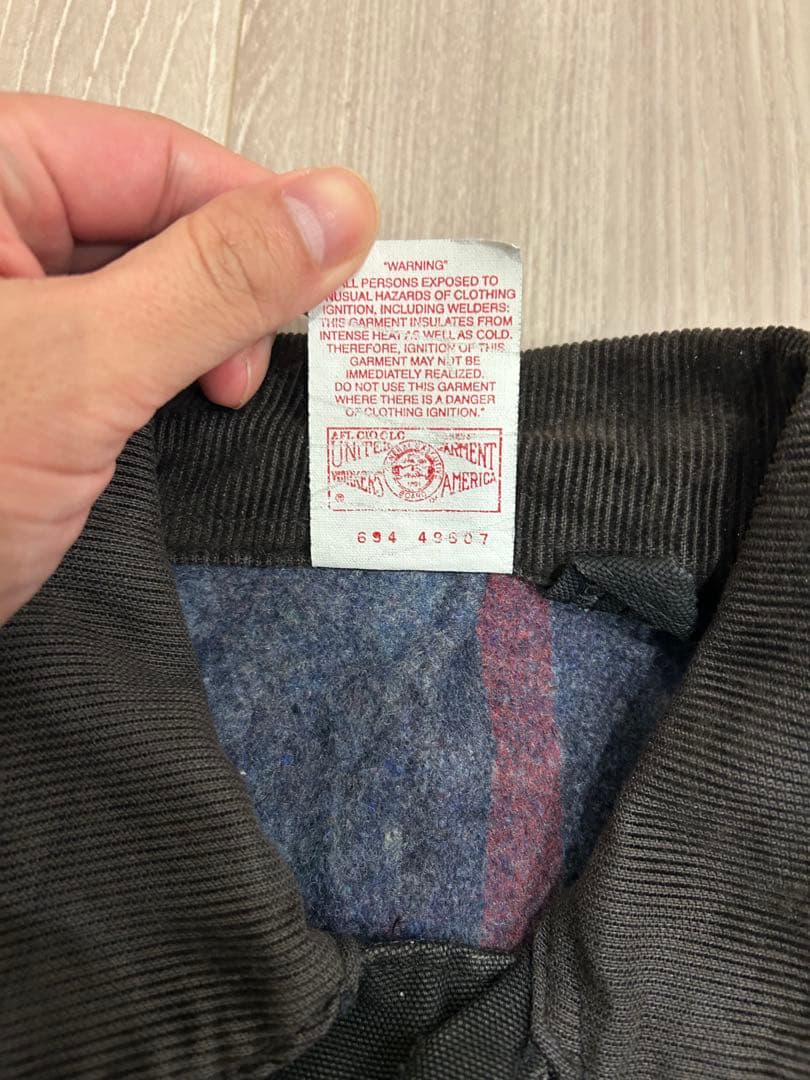 "WARNING"
ALL PERSONS EXPOSED TO
UNUSUAL HAZARDS OF CLOTHING
IGNITION, INCLUDING WELDERS:
THIS GARMENT INSULATES FROM
INTENSE HEAT AS WELL AS COLD.
THEREFORE, IGNITION OF THIS
GARMENT MAY NOT BE
IMMEDIATELY REALIZED.
DO NOT USE THIS GARMENT
WHERE THERE IS A DANGER
OF CLOTHING IGNITION."
AFL CIO CLC
UNITED GARMENT
WORKERS OF AMERICA
694 49607